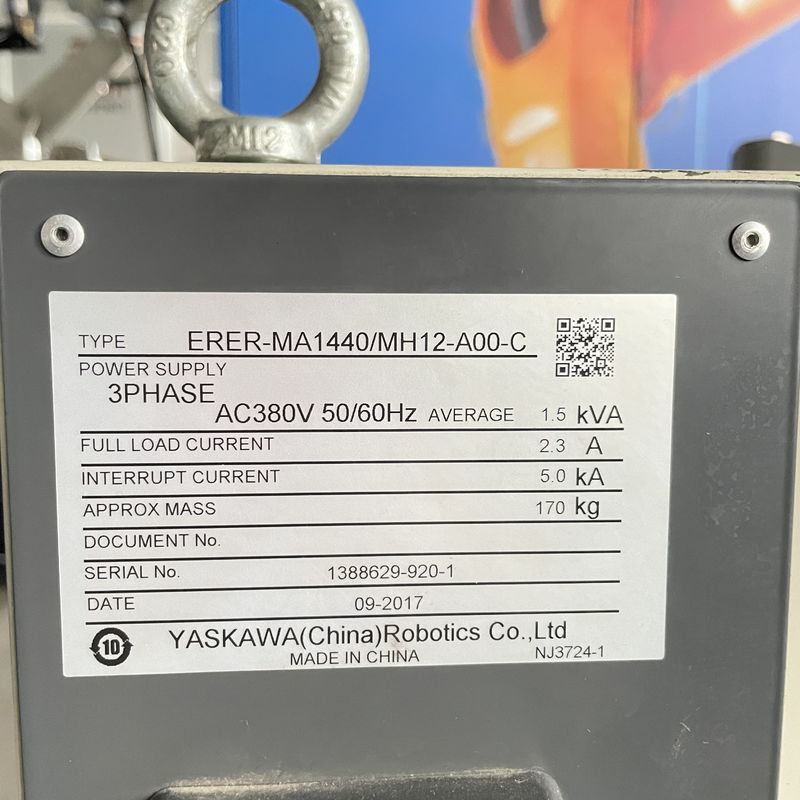 M12
TYPE ERER-MA1440/MH12-A00-C
POWER SUPPLY
3PHASE
AC380V 50/60Hz AVERAGE 1.5 kVA
FULL LOAD CURRENT 2.3 A
INTERRUPT CURRENT 5.0 kA
APPROX MASS 170 kg
DOCUMENT No.
SERIAL No. 1388629-920-1
DATE 09-2017
10 YASKAWA(China)Robotics Co.,Ltd
MADE IN CHINA NJ3724-1